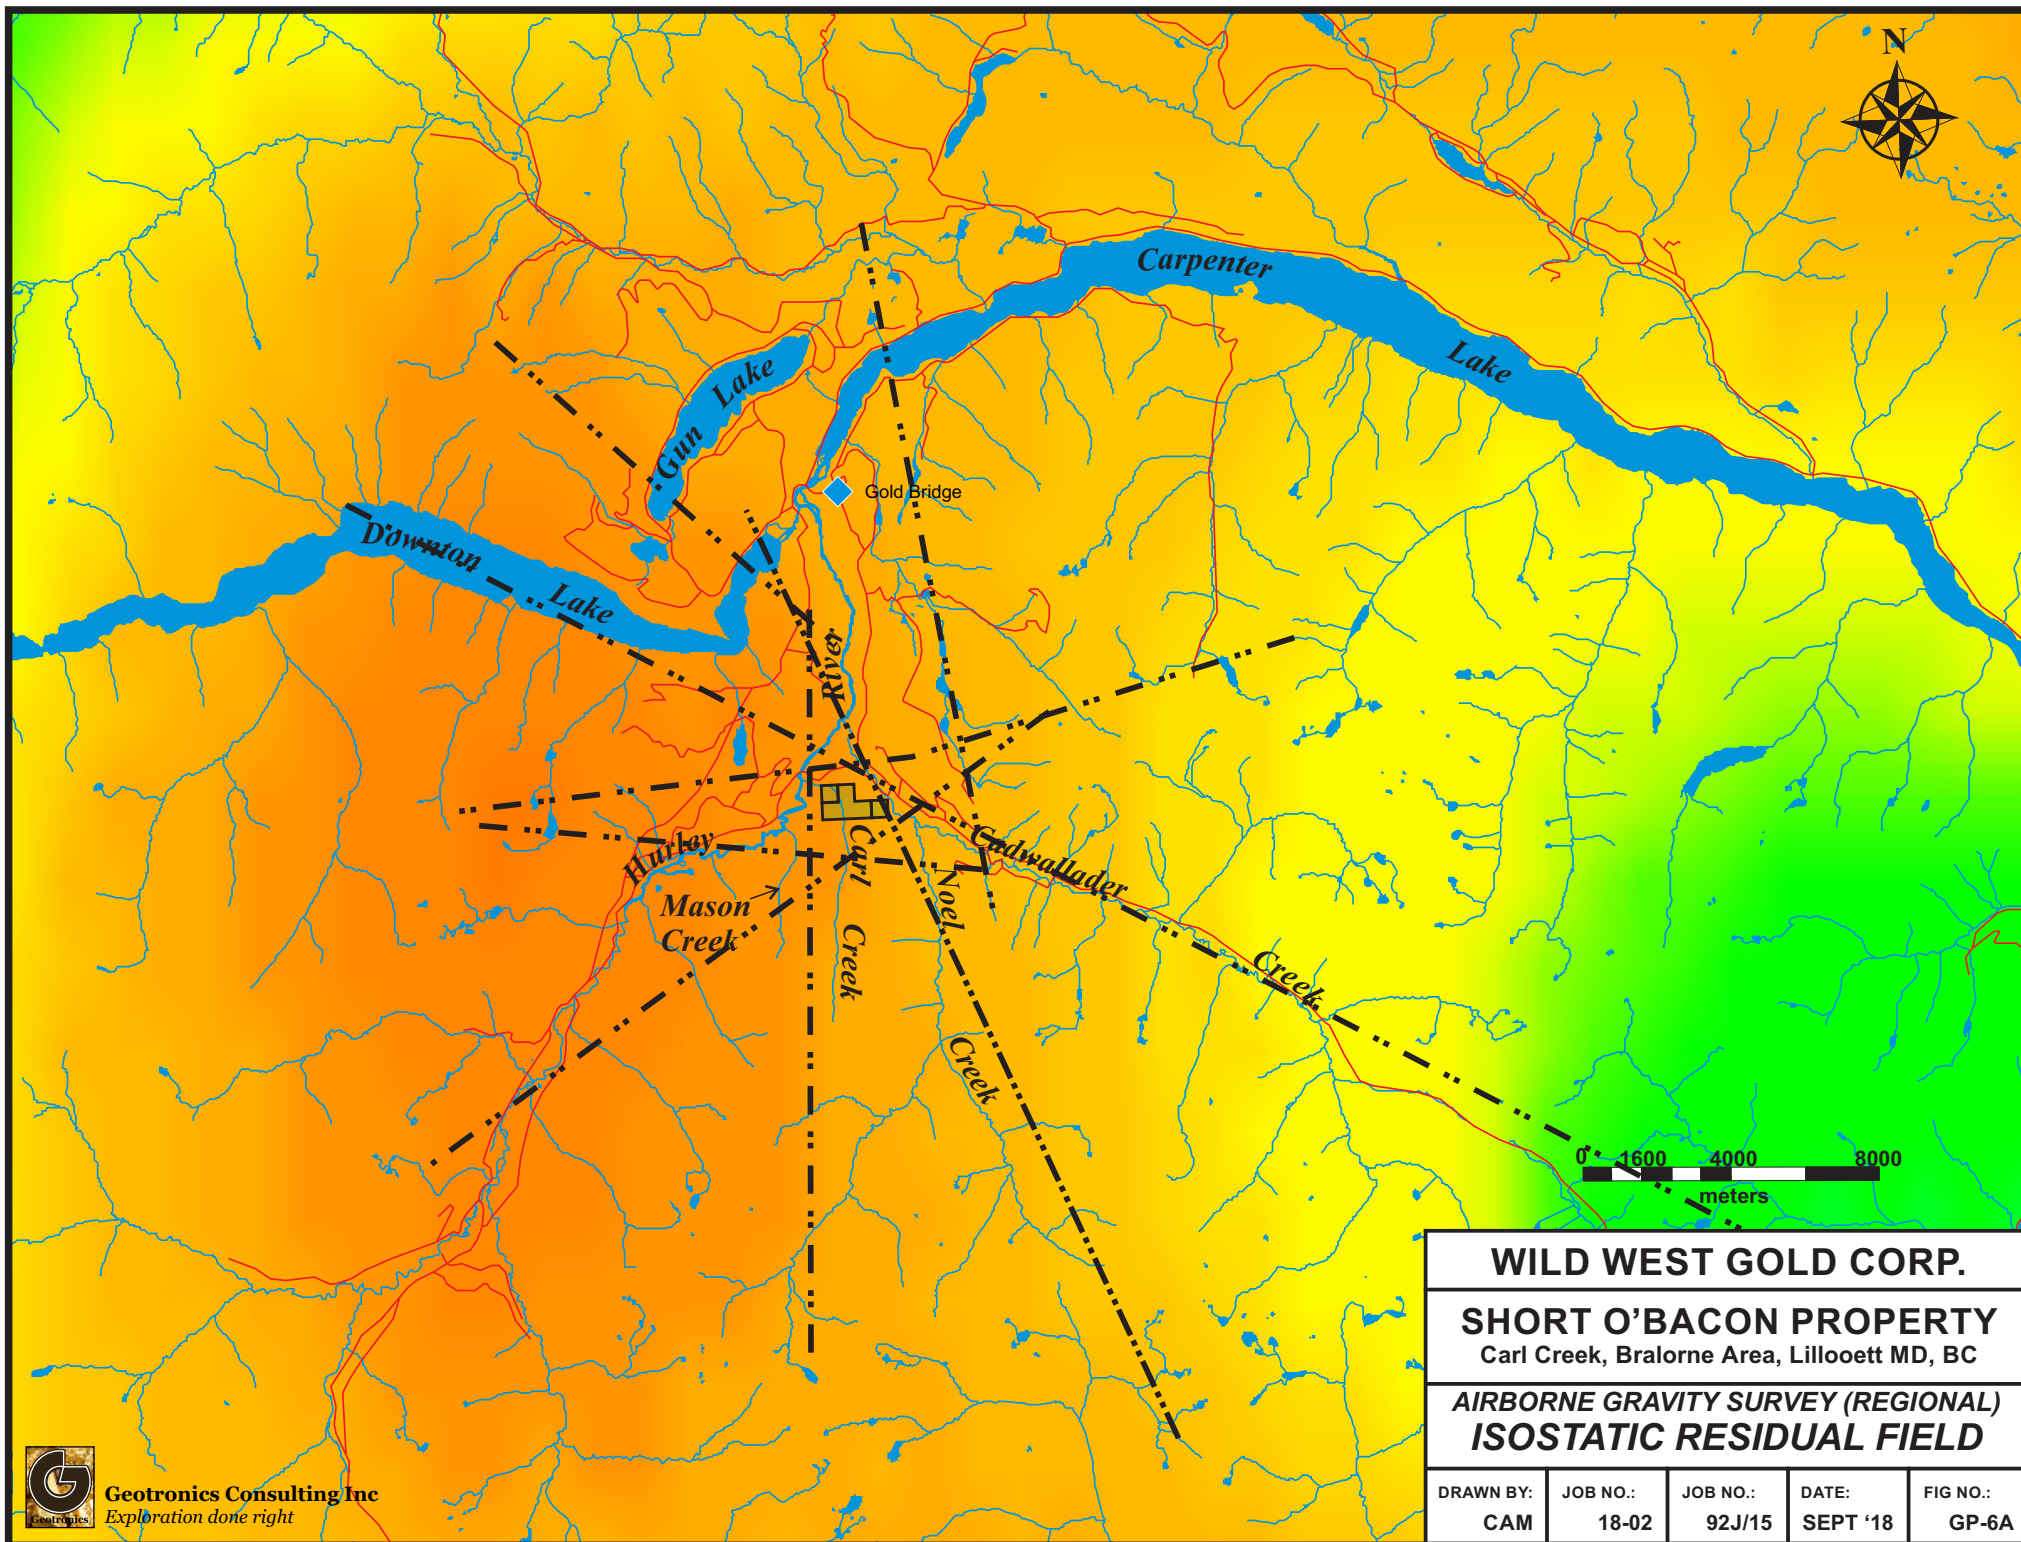 N
Carpenter
Lake
Gun Lake
Gold Bridge
Downton
Lake
River
Hurley
Carl
Creek
Cadwallader
Creek
Noel
Creek
Mason
Creek
0 1600 4000 8000
meters
WILD WEST GOLD CORP.
SHORT O’BACON PROPERTY
Carl Creek, Bralorne Area, Lillooett MD, BC
AIRBORNE GRAVITY SURVEY (REGIONAL)
ISOSTATIC RESIDUAL FIELD
DRAWN BY: JOB NO.: JOB NO.: DATE: FIG NO.:
CAM 18-02 92J/15 SEPT ‘18 GP-6A
Geotronics
Geotronics Consulting Inc
Exploration done right